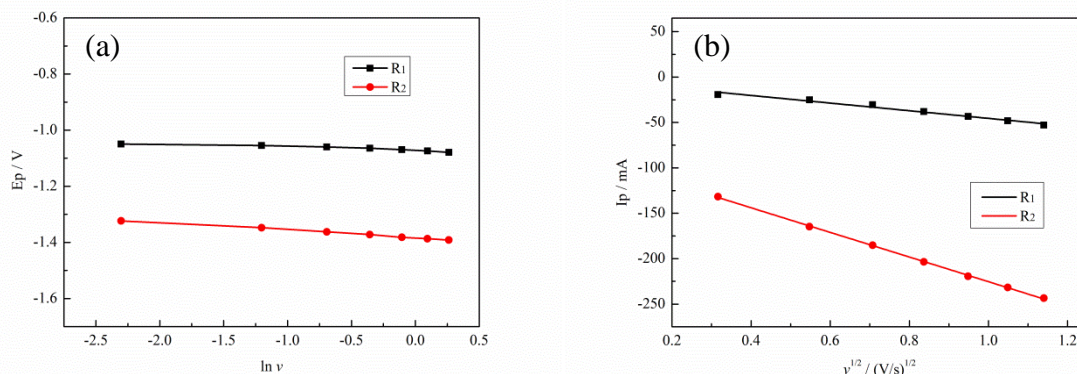 (a)
R1
R2
-0.6
-0.8
-1.0
-1.2
-1.4
-1.6
Ep / V
-2.5
-2.0
-1.5
-1.0
-0.5
0.0
0.5
ln v
(b)
R1
R2
50
0
-50
-100
-150
-200
-250
Ip / mA
0.2
0.4
0.6
0.8
1.0
1.2
v1/2 / (V/s)1/2